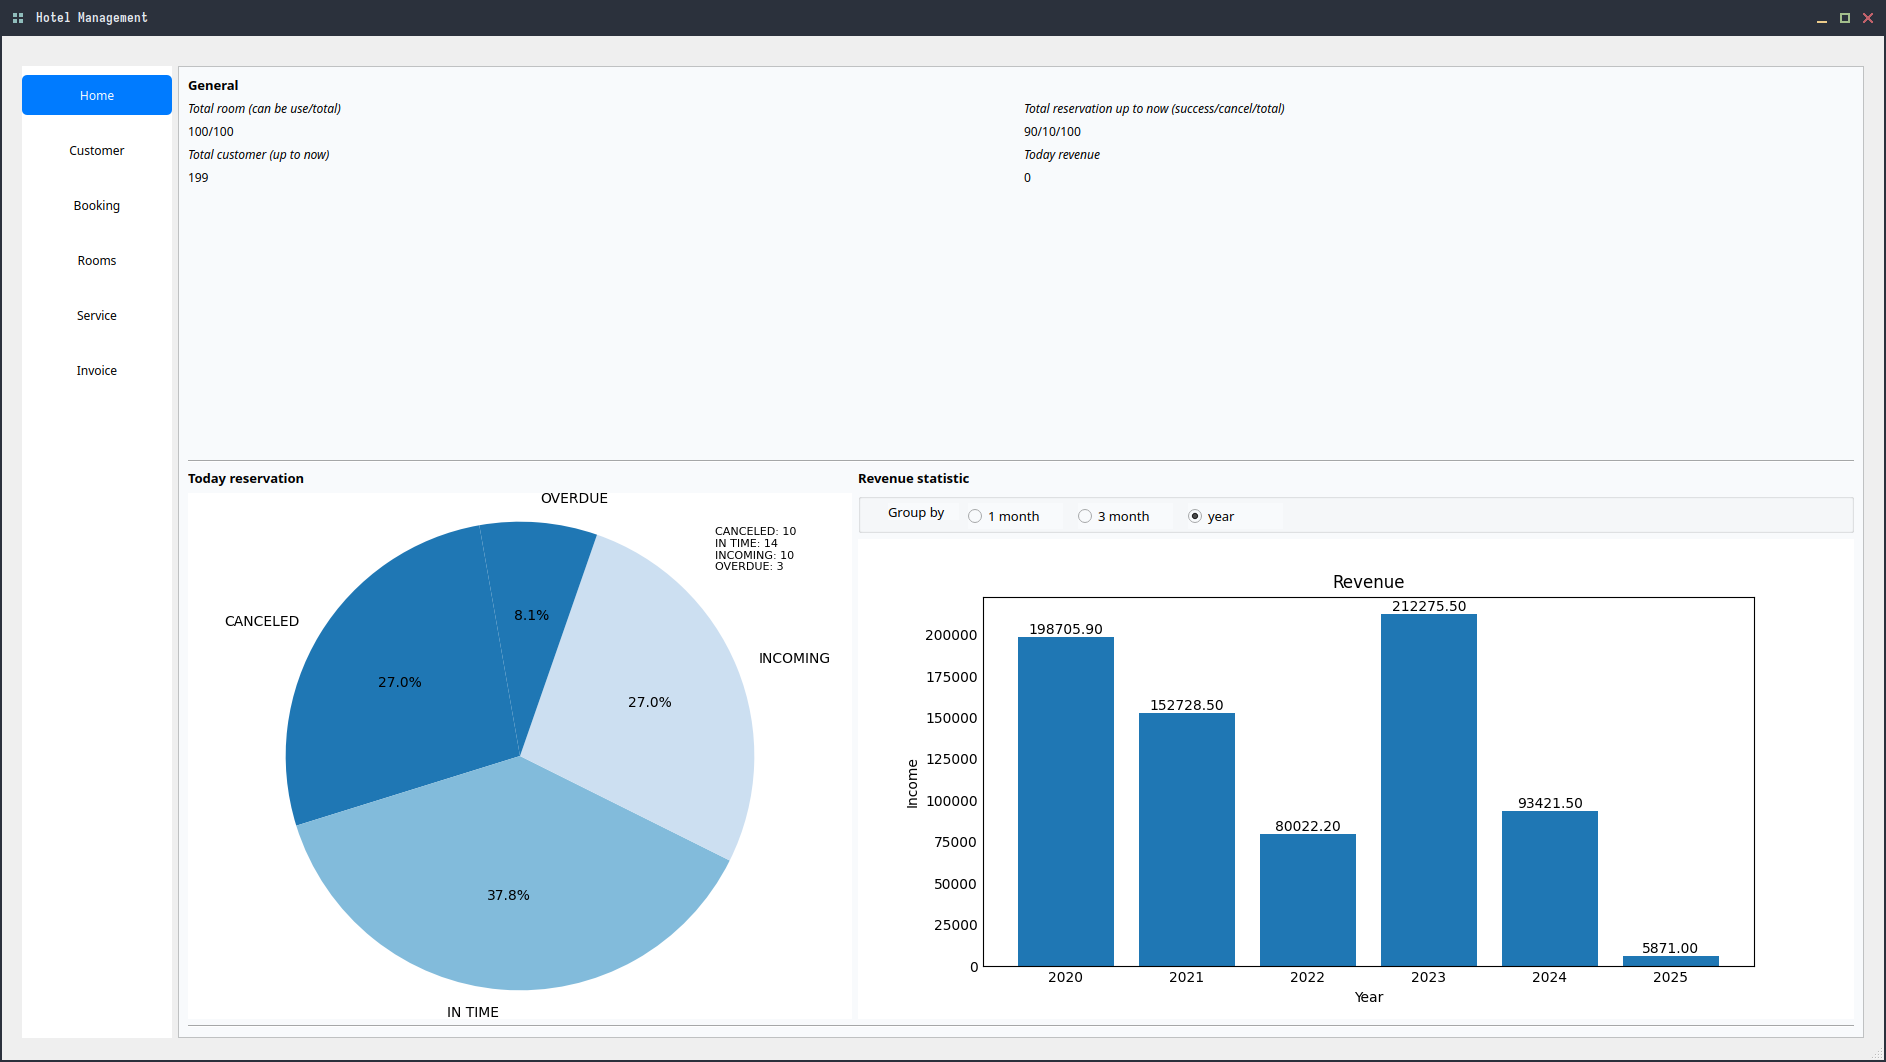 Hotel Management
Home
Customer
Booking
Rooms
Service
Invoice
General
Total room (can be use/total)
100/100
Total customer (up to now)
199
Total reservation up to now (success/cancel/total)
90/10/100
Today revenue
0
Today reservation
OVERDUE
CANCELED: 10
IN TIME: 14
INCOMING: 10
OVERDUE: 3
8.1%
CANCELED
27.0%
INCOMING
27.0%
37.8%
IN TIME
Revenue statistic
Group by 1 month 3 month year
Revenue
212275.50
198705.90
152728.50
80022.20
93421.50
5871.00
200000
175000
150000
125000
100000
75000
50000
25000
0
Income
2020 2021 2022 2023 2024 2025
Year